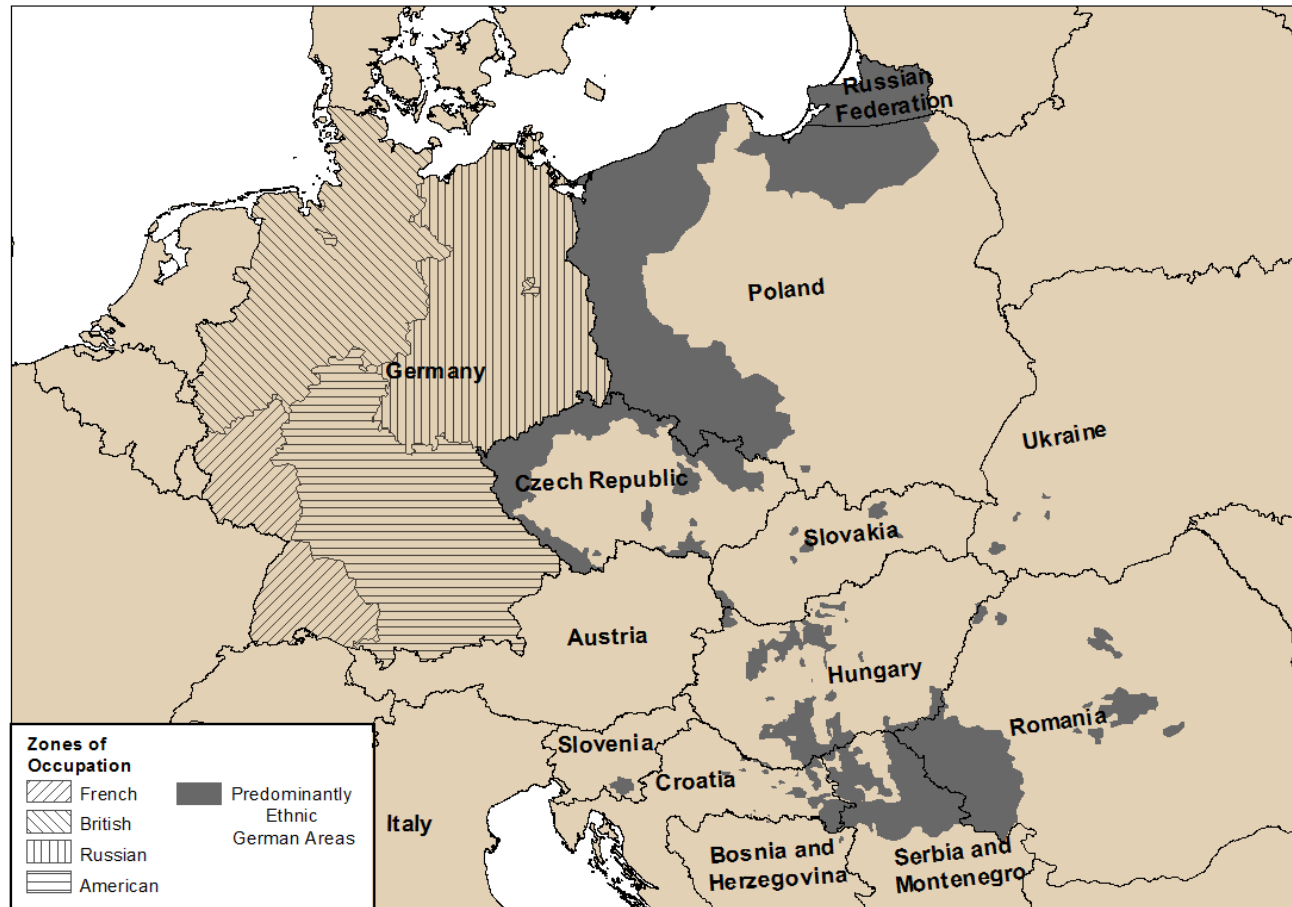 Russian
Federation
Poland
Germany
Ukraine
Czech Republic
Slovakia
Austria
Hungary
Romania
Slovenia
Croatia
Italy
Bosnia and
Herzegovina
Serbia and
Montenegro
Zones of
Occupation
French
British
Russian
American
Predominantly
Ethnic
German Areas